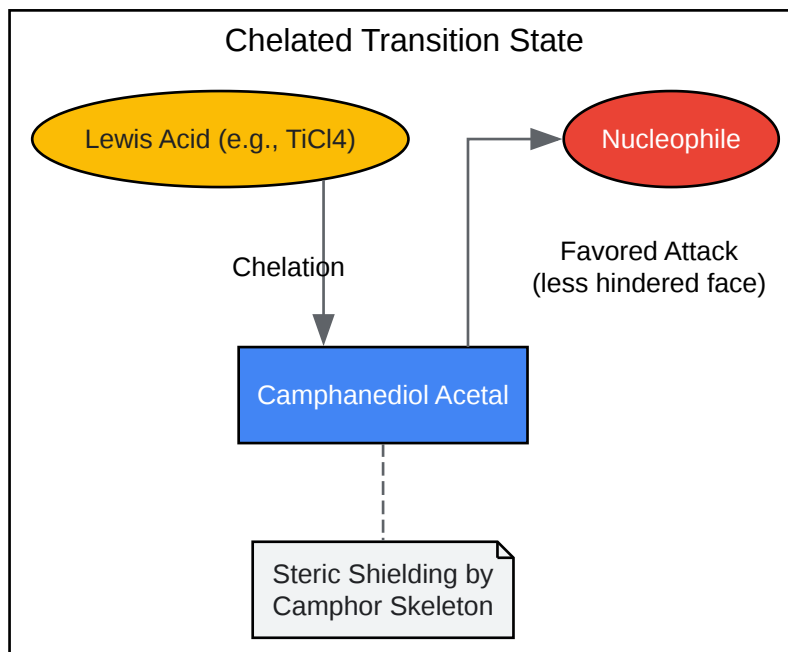 Chelated Transition State
Lewis Acid (e.g., TiCl4)
Nucleophile
Chelation
Favored Attack
(less hindered face)
Camphanediol Acetal
Steric Shielding by
Camphor Skeleton